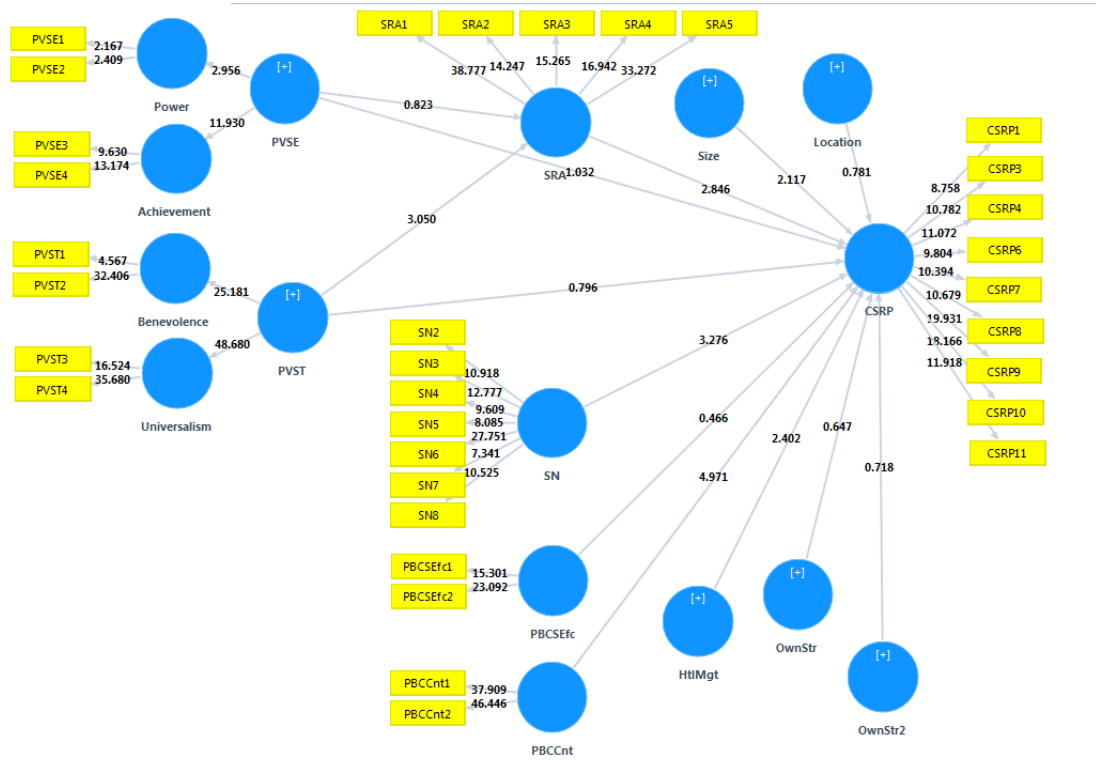 SRA1
SRA2
SRA3
SRA4
SRA5
38.777
14.247
15.265
16.942
33.272
PVSE1
PVSE2
2.167
2.409
Power
2.956
[+]
PVSE
11.930
PVSE3
PVSE4
9.630
13.174
Achievement
0.823
SRA
1.032
[+]
Size
[+]
Location
2.117
0.781
2.846
3.050
PVST1
PVST2
4.567
32.406
Benevolence
25.181
[+]
PVST
48.680
PVST3
PVST4
16.524
35.680
Universalism
0.796
CSRP
CSRP1
CSRP3
CSRP4
CSRP6
CSRP7
CSRP8
CSRP9
CSRP10
CSRP11
8.758
10.782
11.072
9.804
10.394
10.679
19.931
18.166
11.918
SN2
SN3
SN4
SN5
SN6
SN7
SN8
10.918
12.777
9.609
8.085
27.751
7.341
10.525
SN
3.276
0.466
4.971
2.402
0.647
0.718
PBCSEfc1
PBCSEfc2
15.301
23.092
PBCSEfc
PBCCnt1
PBCCnt2
37.909
46.446
PBCCnt
[+]
HtlMgt
[+]
OwnStr
[+]
OwnStr2